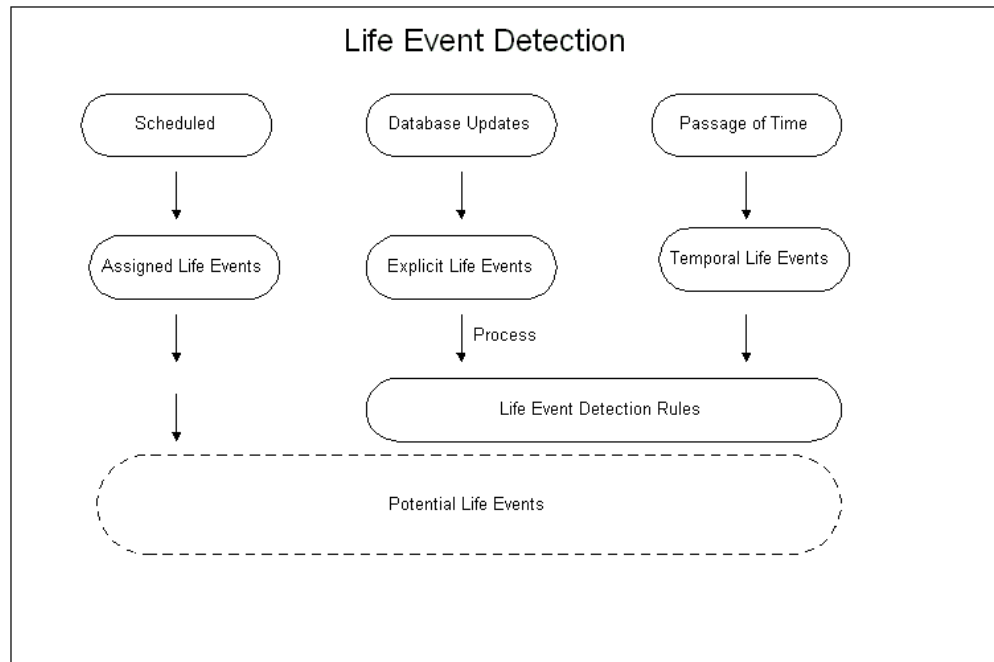 Life Event Detection
Scheduled
Database Updates
Passage of Time
Assigned Life Events
Explicit Life Events
Temporal Life Events
Process
Life Event Detection Rules
Potential Life Events